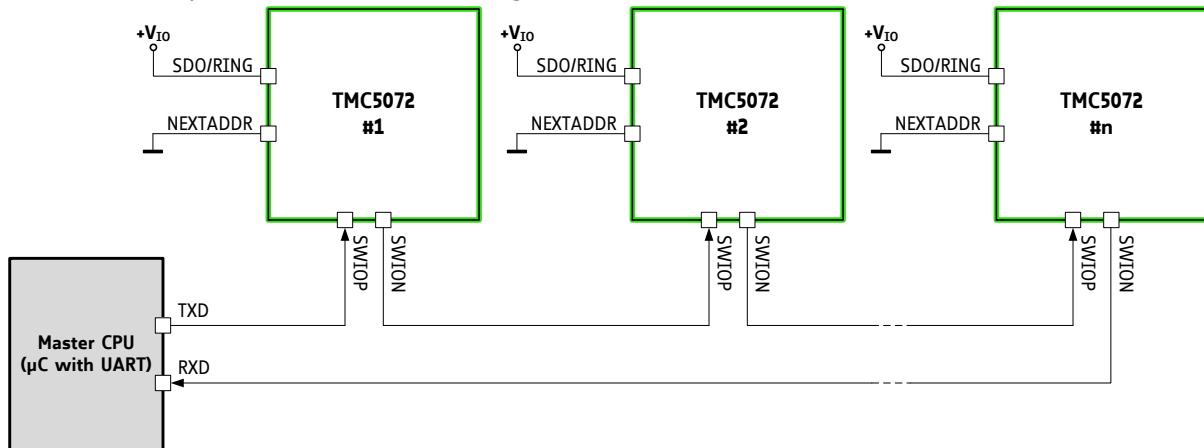 +VIO
SDO/RING
NEXTADDR
TMC5072
#1
SWIOP
SWION
+VIO
SDO/RING
NEXTADDR
TMC5072
#2
SWIOP
SWION
+VIO
SDO/RING
NEXTADDR
TMC5072
#n
SWIOP
SWION
Master CPU
(µC with UART)
TXD
RXD